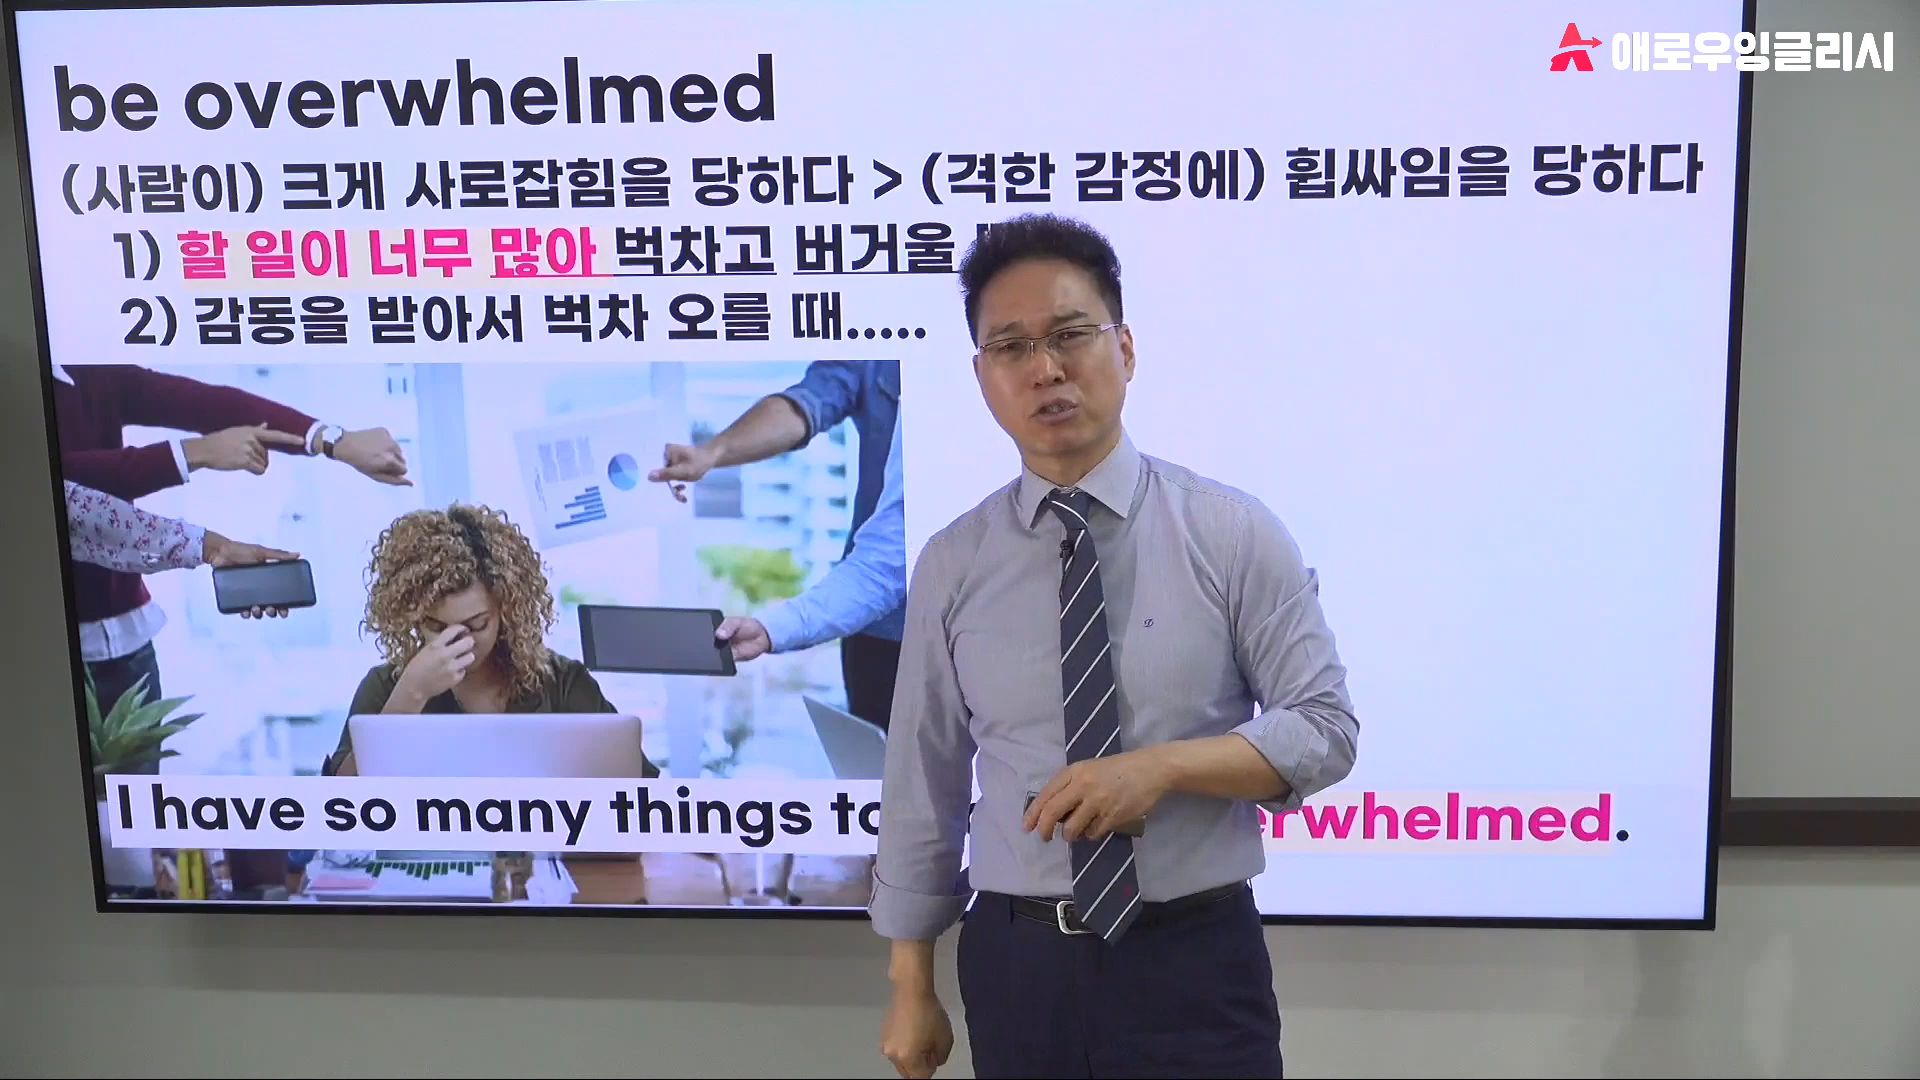 애로우잉글리시
be overwhelmed
(사람이) 크게 사로잡힘을 당하다 > (격한 감정에) 휩싸임을 당하다
1) 할 일이 너무 많아 벅차고 버거울
2) 감동을 받아서 벅차 오를 때.....
I have so many things to erwhelmed.